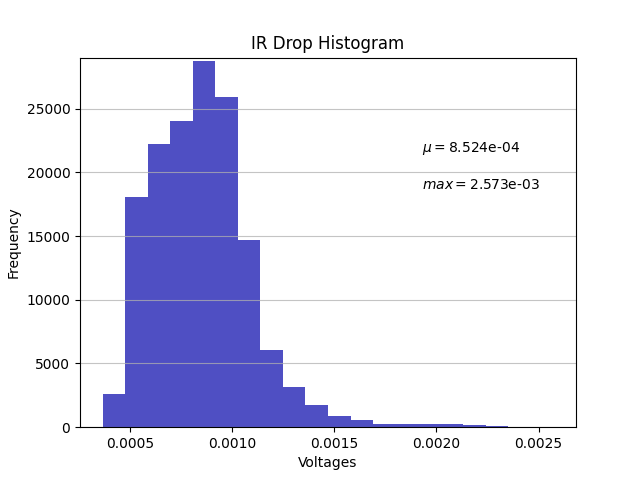 IR Drop Histogram
Frequency
25000
20000
15000
10000
5000
0
μ = 8.524e-04
max = 2.573e-03
0.0005 0.0010 0.0015 0.0020 0.0025
Voltages